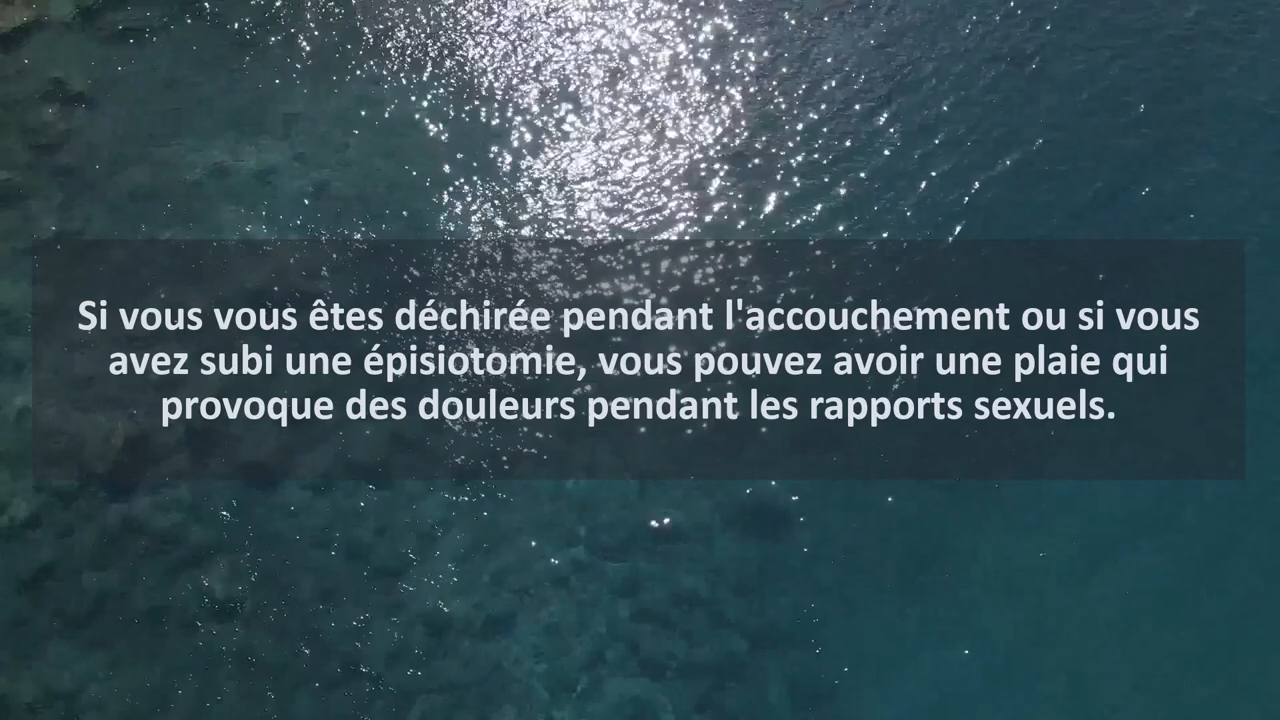 Si vous vous êtes déchirée pendant l'accouchement ou si vous
avez subi une épisiotomie, vous pouvez avoir une plaie qui
provoque des douleurs pendant les rapports sexuels.